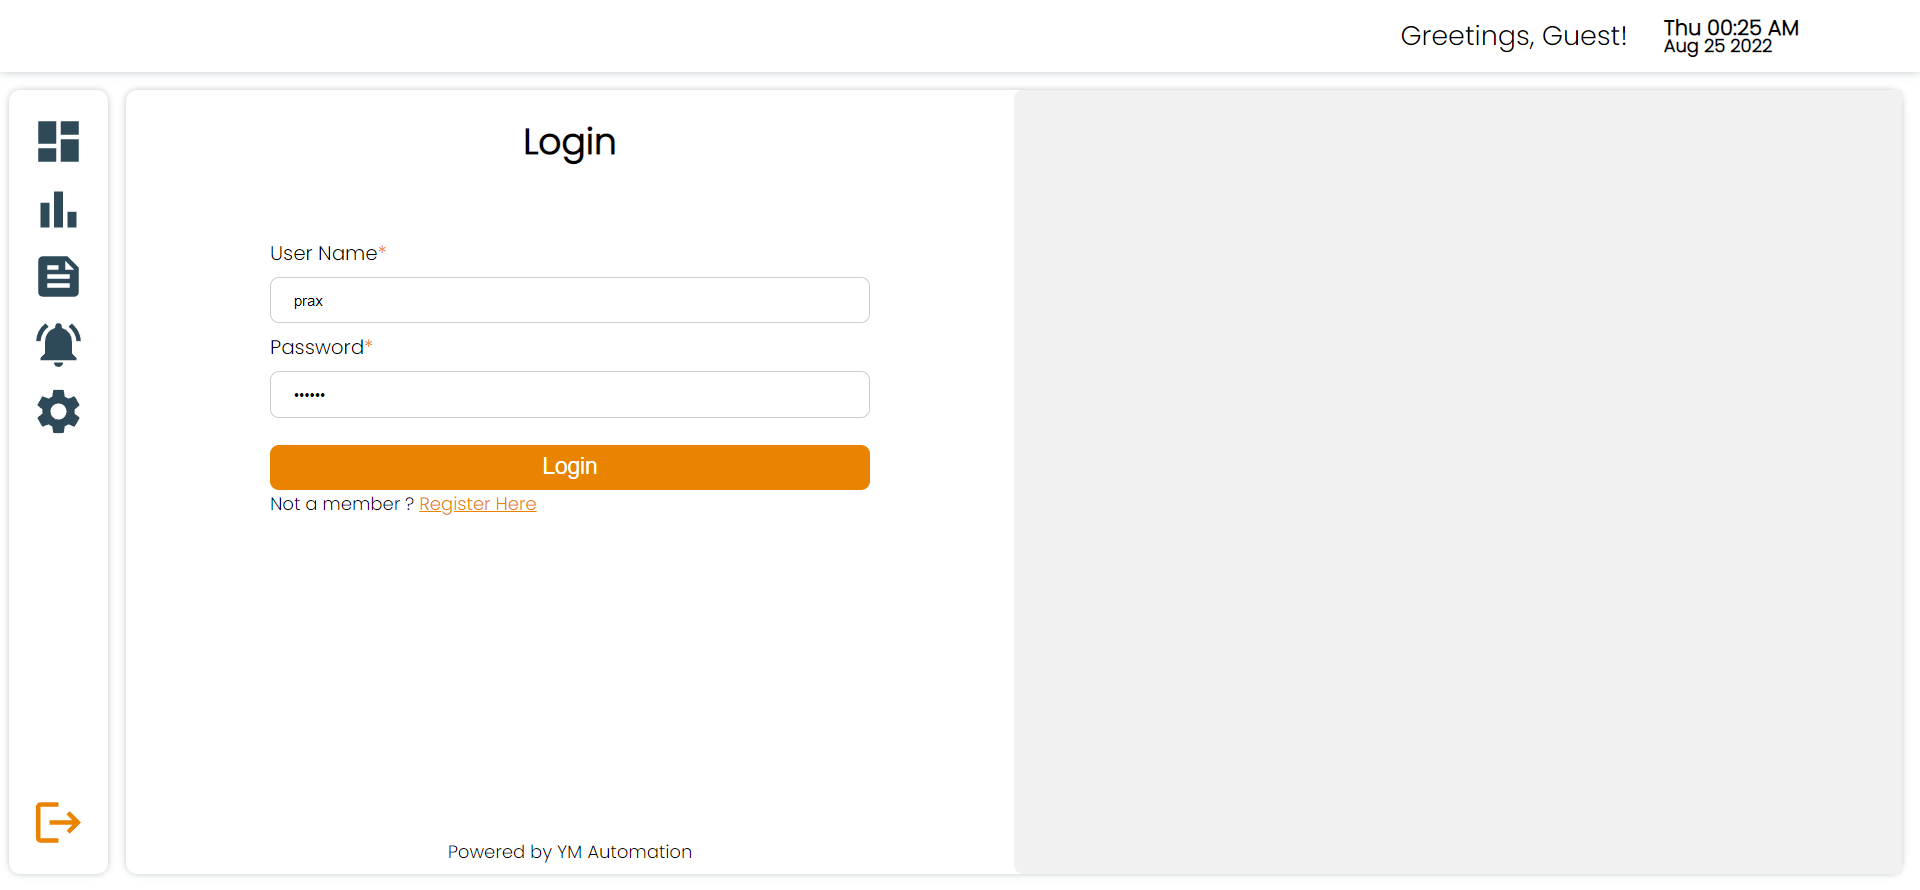 Greetings, Guest!
Thu 00:25 AM
Aug 25 2022
Login
User Name*
prax
Password*
••••••
Login
Not a member ? Register Here
Powered by YM Automation